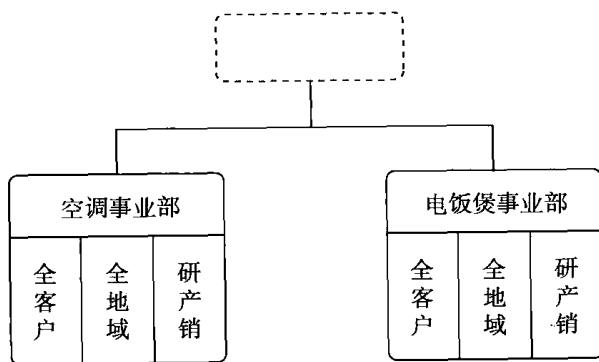 空调事业部
全客户
全地域
研产销
电饭煲事业部
全客户
全地域
研产销